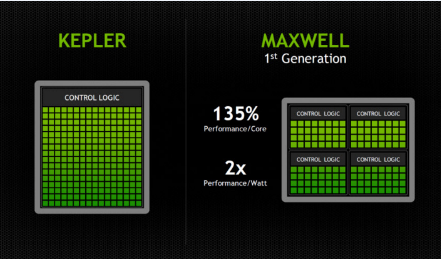 KEPLER
CONTROL LOGIC
MAXWELL
1st Generation
135%
Performance/Core
2x
Performance/Watt
CONTROL LOGIC
CONTROL LOGIC
CONTROL LOGIC
CONTROL LOGIC